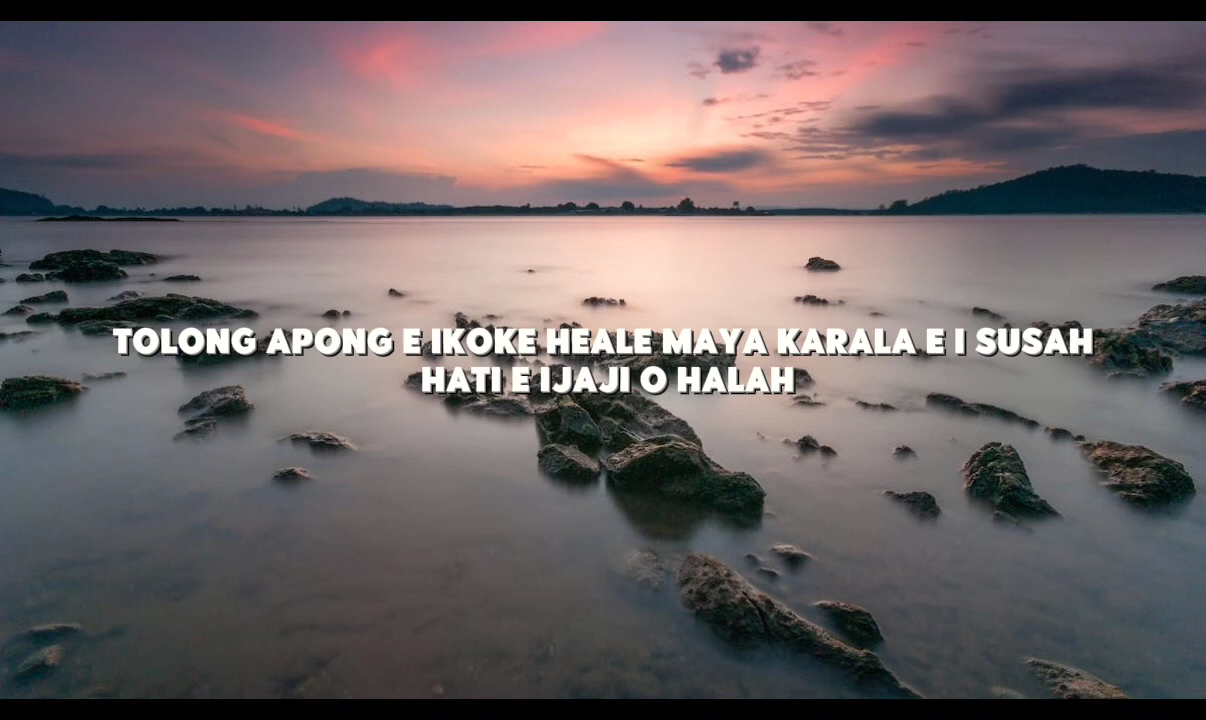 TOLONG APONG E IKOKE HEALE MAYA KARALA E I SUSAH
HATI E IJAJI O HALAH